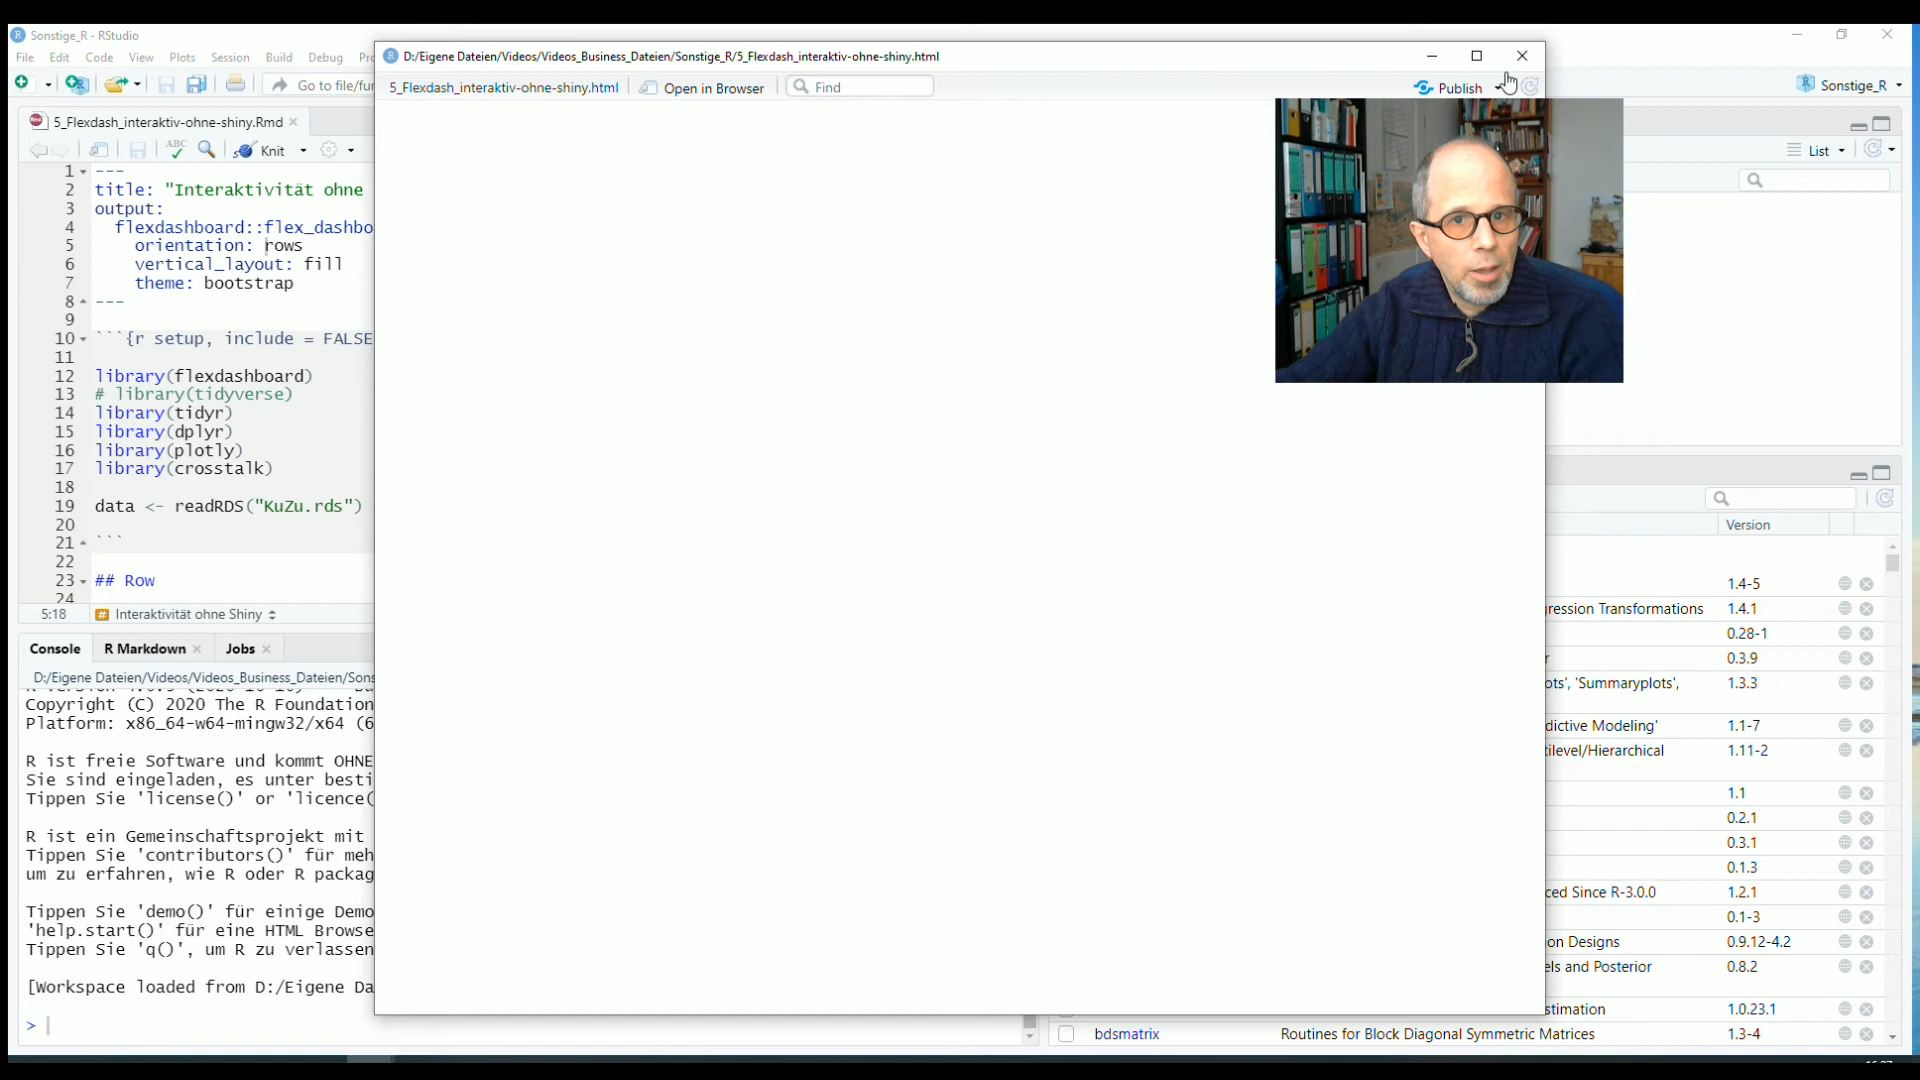 Sonstige_R - RStudio
File Edit Code View Plots Session Build Debug
Go to file/fun
Sonstige_R
D:/Eigene Dateien/Videos/Videos_Business_Dateien/Sonstige_R/5_Flexdash_interaktiv-ohne-shiny.html
5_Flexdash_interaktiv-ohne-shiny.html Open in Browser Find Publish
5_Flexdash_interaktiv-ohne-shiny.Rmd
ABC Knit
List
1 ---
2 title: "Interaktivität ohne
3 output:
4 flexdashboard::flex_dashbo
5 orientation: rows
6 vertical_layout: fill
7 theme: bootstrap
8 ---
9
10 ```{r setup, include = FALSE
11
12 library(flexdashboard)
13 # library(tidyverse)
14 library(tidyr)
15 library(dplyr)
16 library(plotly)
17 library(crosstalk)
18
19 data <- readRDS("KuZu.rds")
20
21 ```
22
23 ## Row
24
5:18 Interaktivität ohne Shiny
Console R Markdown Jobs
D:/Eigene Dateien/Videos/Videos_Business_Dateien/Sons
Copyright (C) 2020 The R Foundation
Platform: x86_64-w64-mingw32/x64 (6
R ist freie Software und kommt OHNE
Sie sind eingeladen, es unter besti
Tippen Sie 'license()' or 'licence(
R ist ein Gemeinschaftsprojekt mit
Tippen Sie 'contributors()' für meh
um zu erfahren, wie R oder R packag
Tippen Sie 'demo()' für einige Demo
'help.start()' für eine HTML Browse
Tippen Sie 'q()', um R zu verlassen
[Workspace loaded from D:/Eigene Da
>
Version
1.4-5
ression Transformations 1.4.1
0.28-1
r 0.3.9
ots', 'Summaryplots', 1.3.3
dictive Modeling' 1.1-7
tilevel/Hierarchical 1.11-2
1.1
0.2.1
0.3.1
0.1.3
ced Since R-3.0.0 1.2.1
0.1-3
on Designs 0.9.12-4.2
els and Posterior 0.8.2
stimation 1.0.23.1
bdsmatrix Routines for Block Diagonal Symmetric Matrices 1.3-4